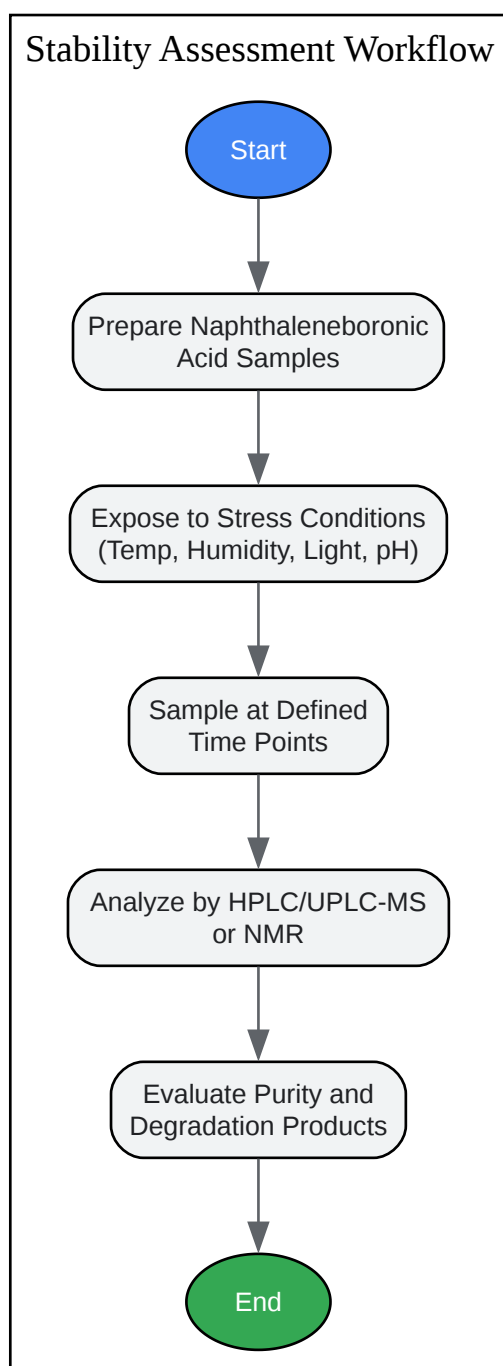 Stability Assessment Workflow
Start
Prepare Naphthaleneboronic
Acid Samples
Expose to Stress Conditions
(Temp, Humidity, Light, pH)
Sample at Defined
Time Points
Analyze by HPLC/UPLC-MS
or NMR
Evaluate Purity and
Degradation Products
End